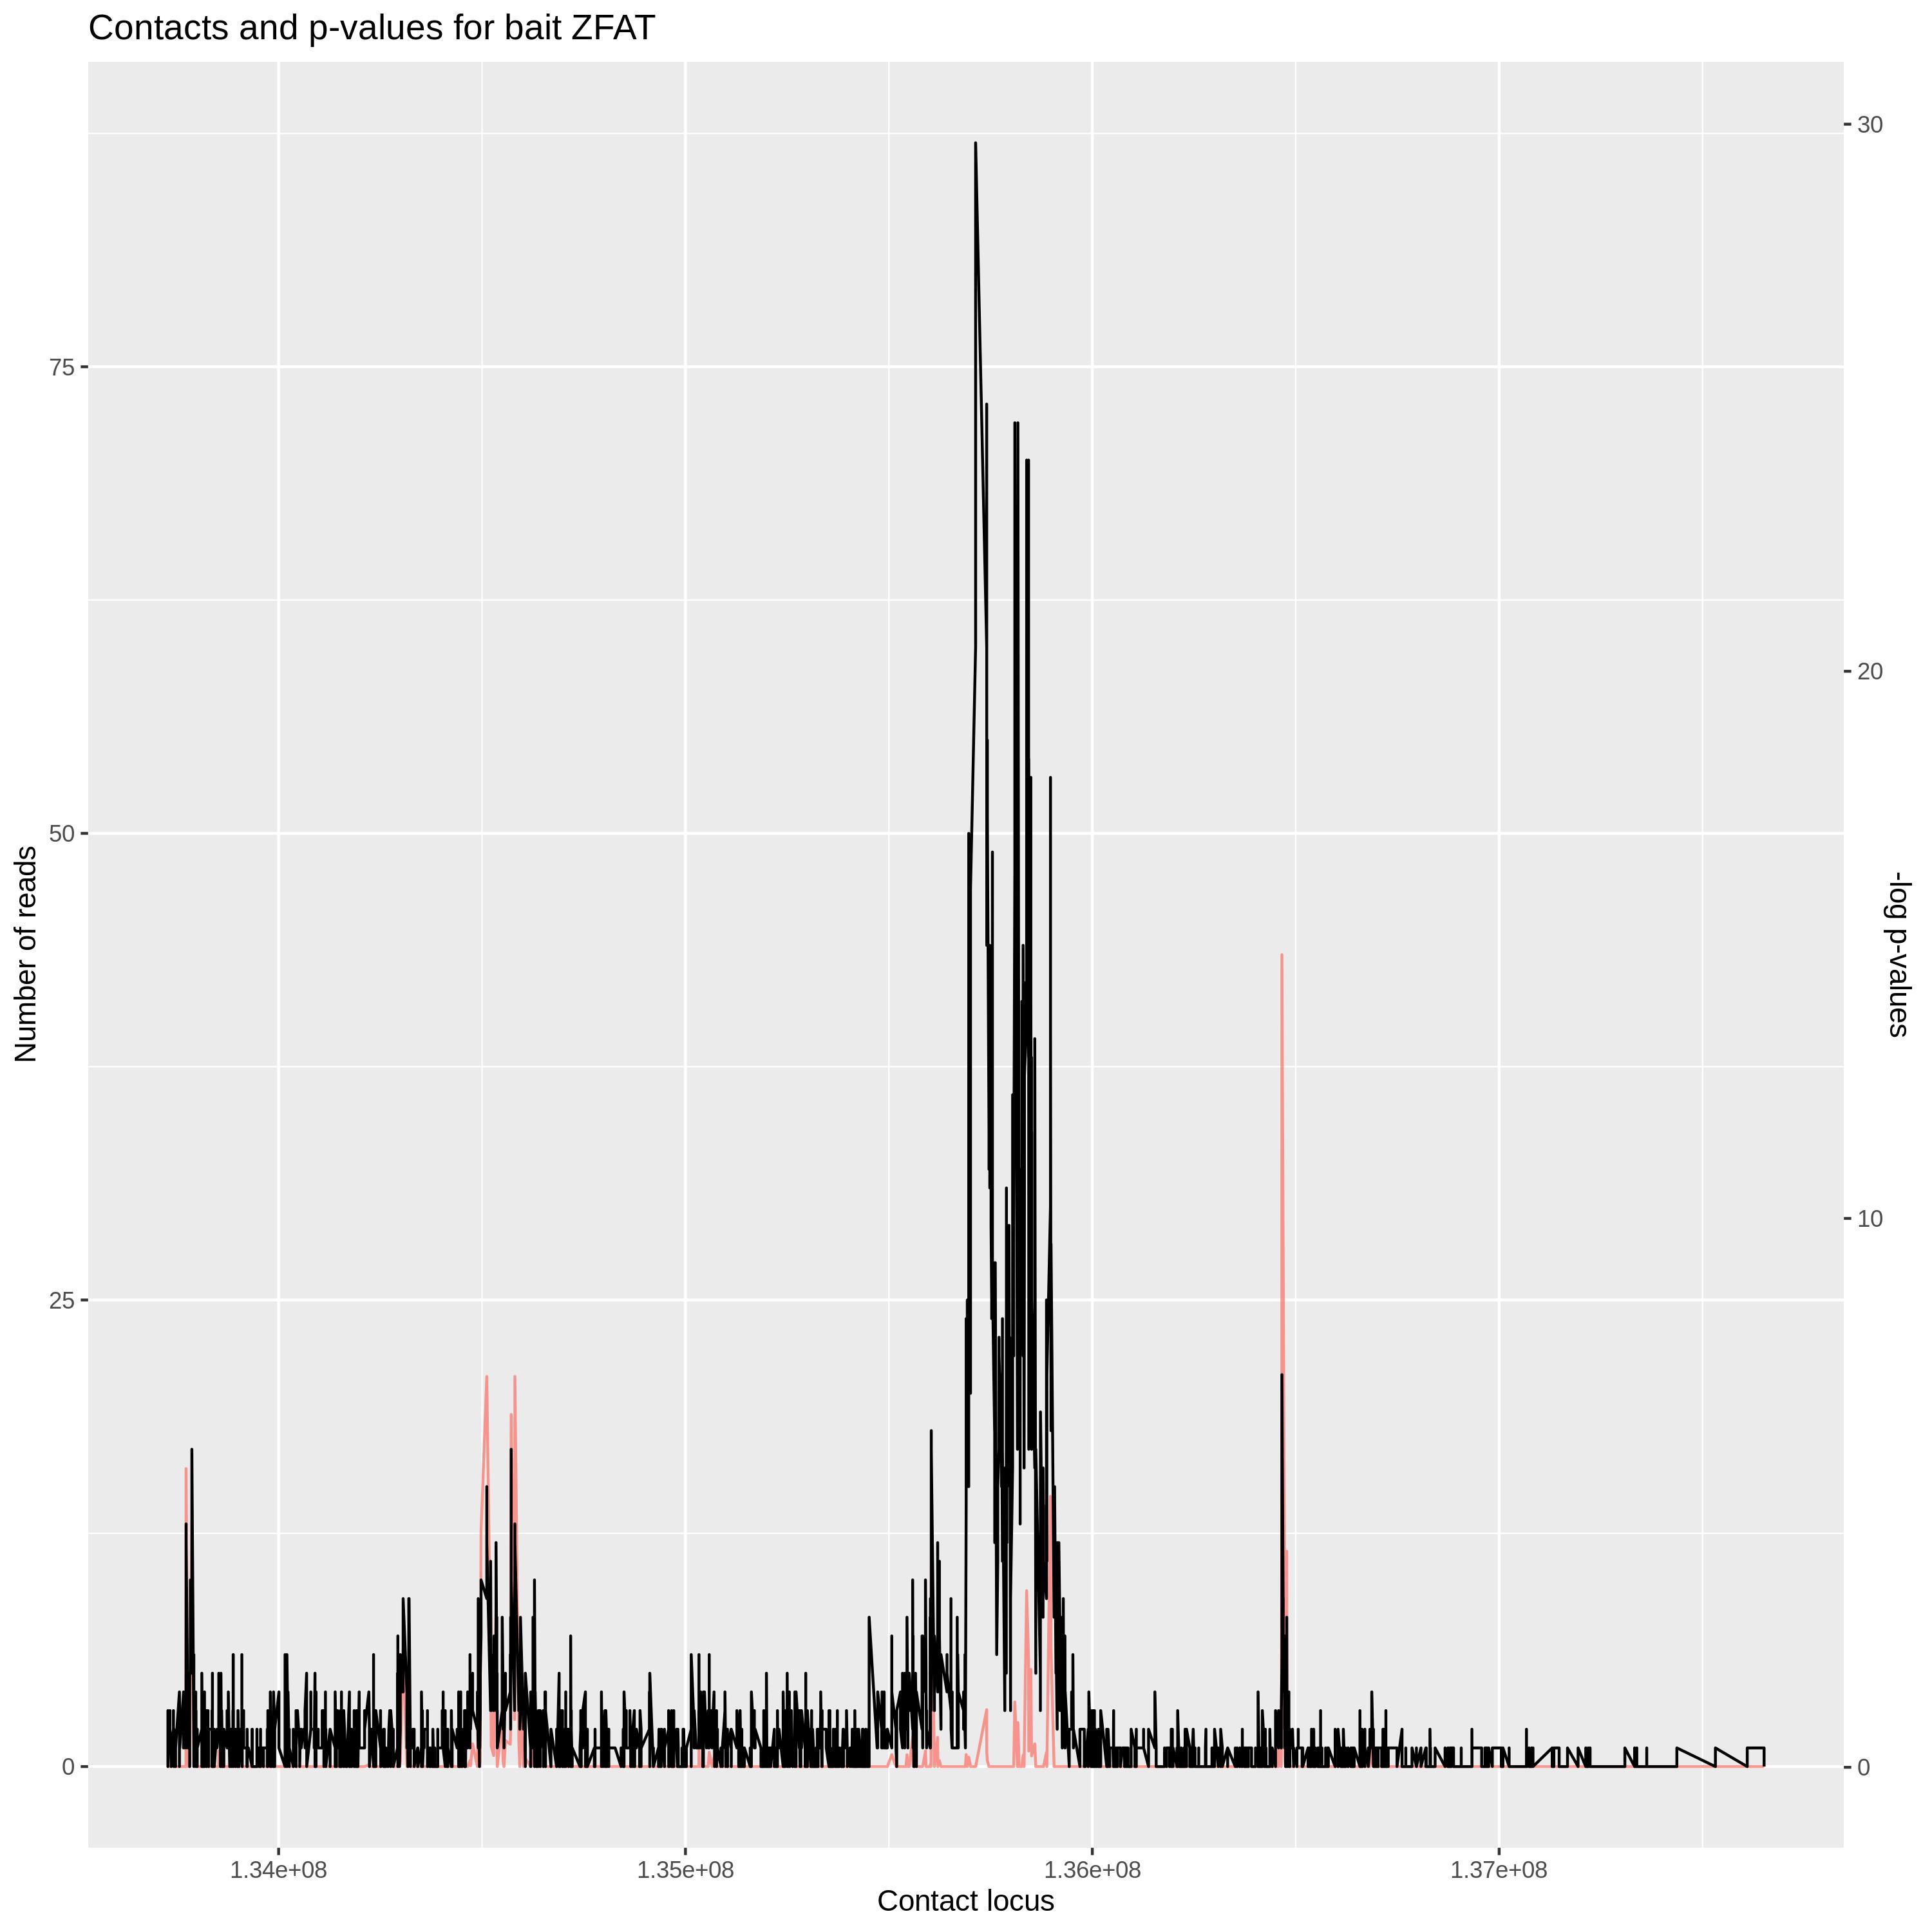 Contacts and p-values for bait ZFAT
30
75
20
50
Number of reads
-log p-values
10
25
0
0
1.34e+08
1.35e+08
1.36e+08
1.37e+08
Contact locus